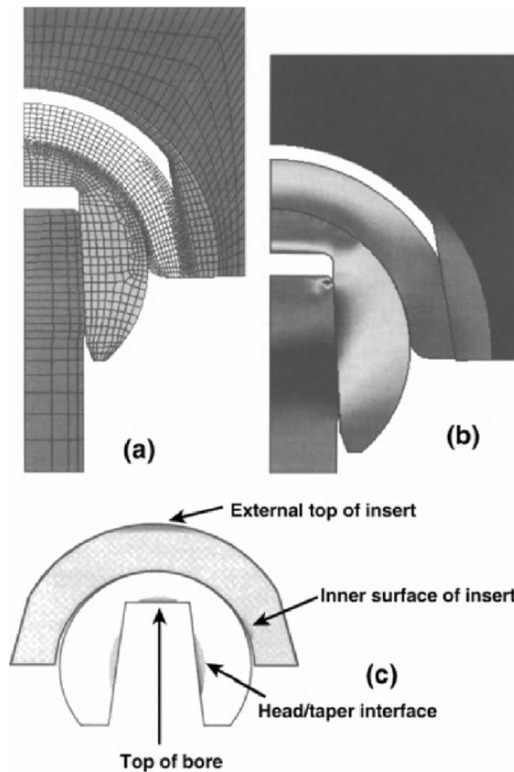 (a)
(b)
External top of insert
Inner surface of insert
(c)
Head/taper interface
Top of bore